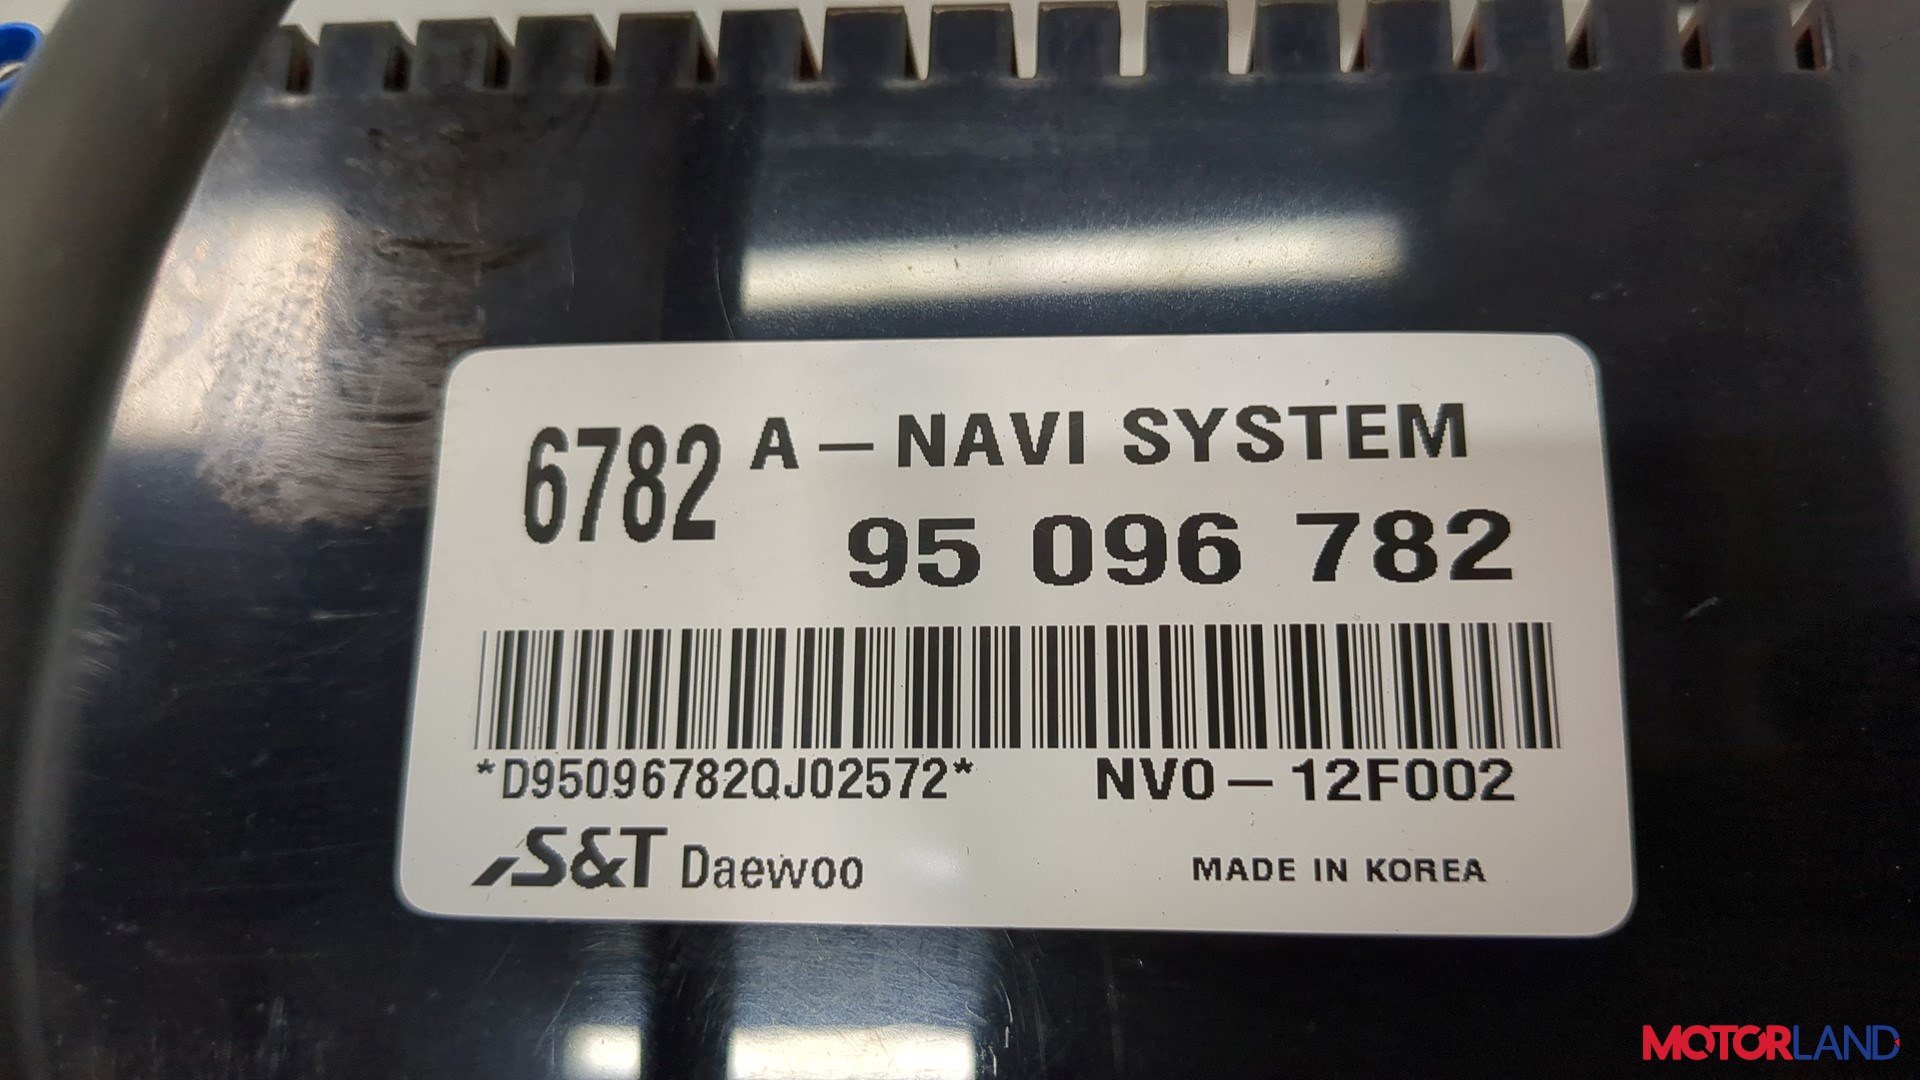 6782 A – NAVI SYSTEM
95 096 782
*D95096782QJ02572* NV0 – 12F002
S&T Daewoo MADE IN KOREA
MOTORLAND